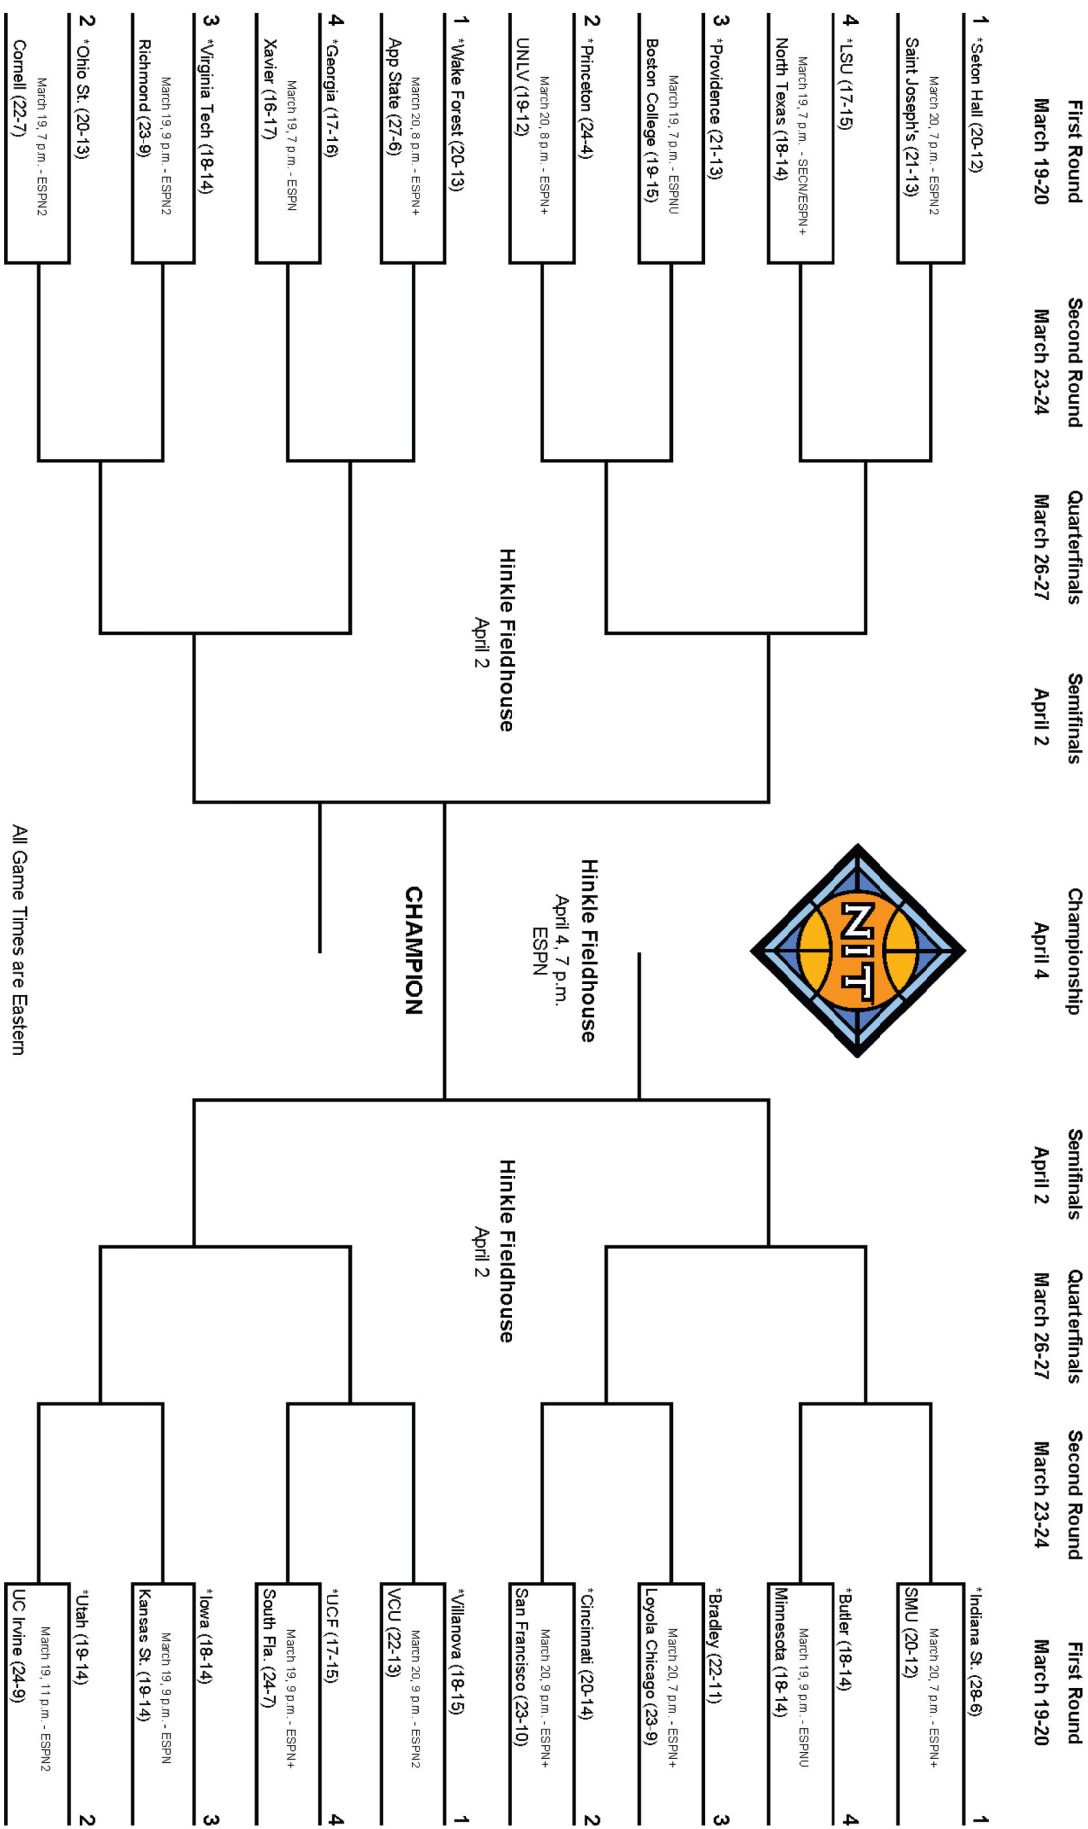 First Round
Second Round
Quarterfinals
Semifinals
Championship
Semifinals
Quarterfinals
Second Round
First Round
March 19-20
March 23-24
March 26-27
April 2
April 4
April 2
March 26-27
March 23-24
March 19-20
1 *Seton Hall (20-12)
March 20, 7 p.m. - ESPN2
Saint Joseph's (21-13)
4 *LSU (17-15)
March 19, 7 p.m. - SECN/ESPN+
North Texas (18-14)
3 *Providence (21-13)
March 19, 7 p.m. - ESPNU
Boston College (19-15)
2 *Princeton (24-4)
March 20, 8 p.m. - ESPN+
UNLV (19-12)
1 *Wake Forest (20-13)
March 20, 8 p.m. - ESPN+
App State (27-6)
4 *Georgia (17-16)
March 19, 7 p.m. - ESPN
Xavier (16-17)
3 *Virginia Tech (18-14)
March 19, 9 p.m. - ESPN2
Richmond (23-9)
2 *Ohio St. (20-13)
March 19, 7 p.m. - ESPN2
Cornell (22-7)
Hinkle Fieldhouse
April 2
NIT
Hinkle Fieldhouse
April 4, 7 p.m.
ESPN
CHAMPION
All Game Times are Eastern
Hinkle Fieldhouse
April 2
*Indiana St. (28-6) 1
March 20, 7 p.m. - ESPN+
SMU (20-12)
*Butler (18-14) 4
March 19, 9 p.m. - ESPNU
Minnesota (18-14)
*Bradley (22-11) 3
March 20, 7 p.m. - ESPN+
Loyola Chicago (23-9)
*Cincinnati (20-14) 2
March 20, 9 p.m. - ESPN+
San Francisco (23-10)
*Villanova (18-15) 1
March 20, 9 p.m. - ESPN2
VCU (22-13)
*UCF (17-15) 4
March 19, 9 p.m. - ESPN+
South Fla. (24-7)
*Iowa (18-14) 3
March 19, 9 p.m. - ESPN
Kansas St. (19-14)
*Utah (19-14) 2
March 19, 11 p.m. - ESPN2
UC Irvine (24-9)